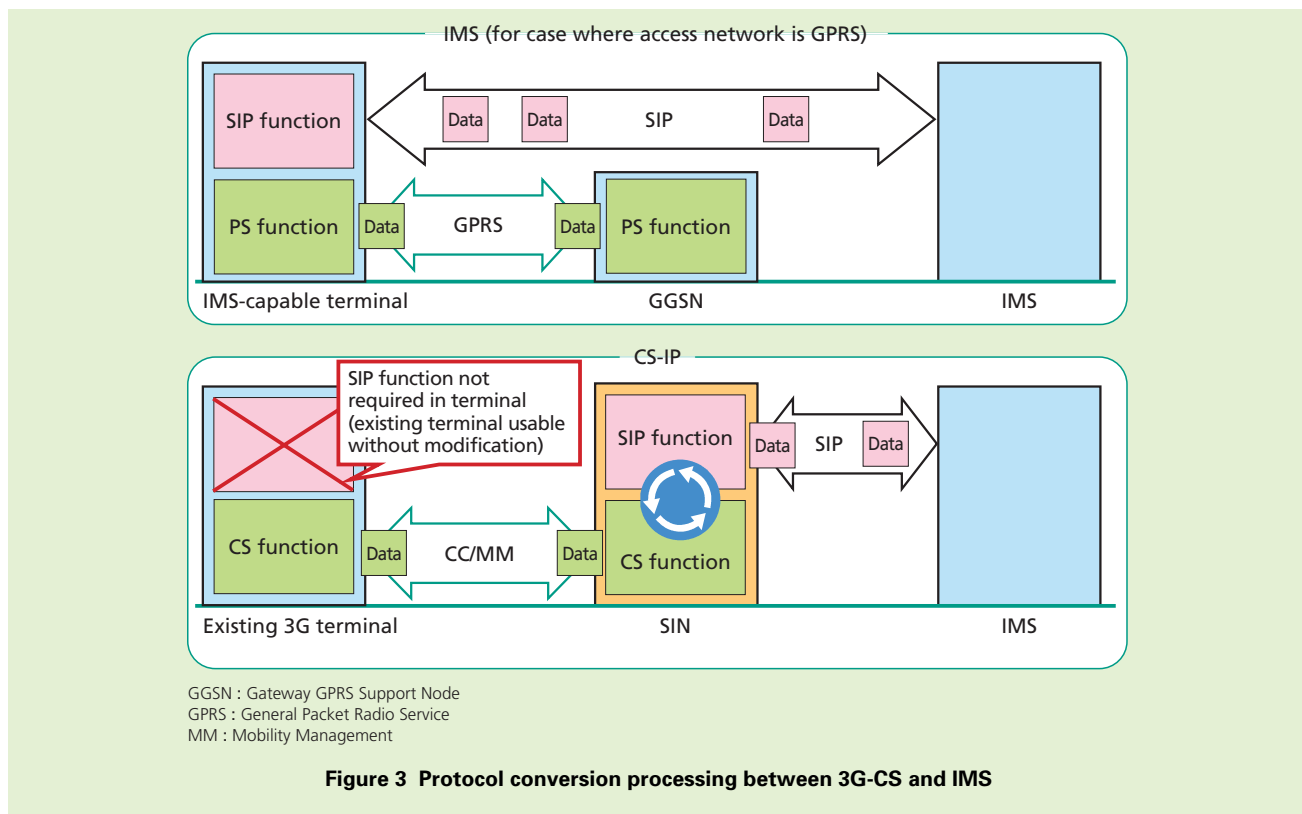 IMS (for case where access network is GPRS)
SIP function
Data
Data
SIP
Data
PS function
Data
GPRS
Data
PS function
IMS-capable terminal
GGSN
IMS
CS-IP
SIP function not
required in terminal
(existing terminal usable
without modification)
SIP function
Data
SIP
Data
CS function
Data
CC/MM
Data
CS function
Existing 3G terminal
SIN
IMS
GGSN : Gateway GPRS Support Node
GPRS : General Packet Radio Service
MM : Mobility Management
Figure 3 Protocol conversion processing between 3G-CS and IMS